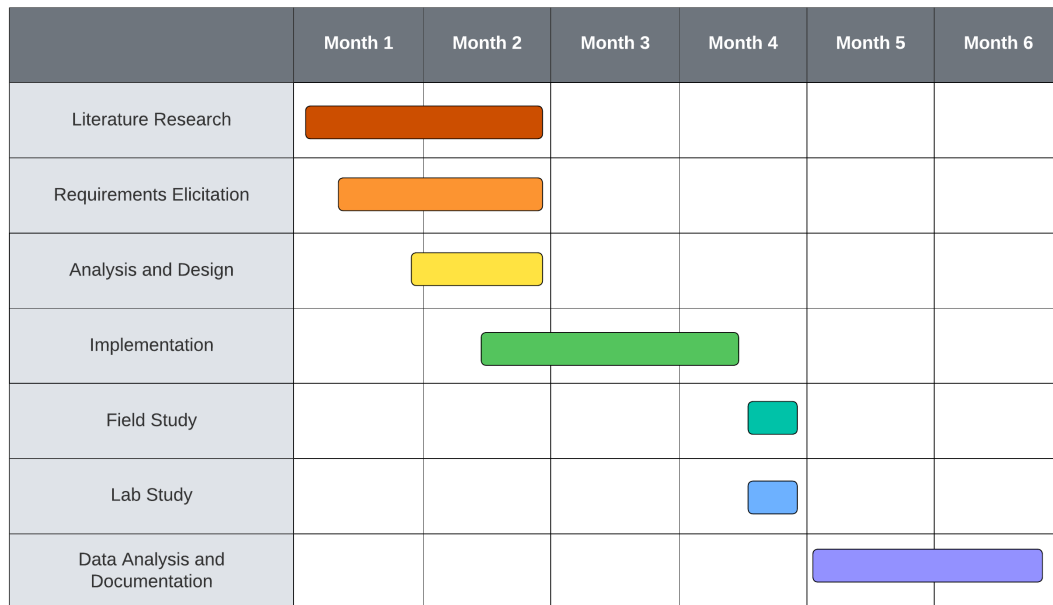 Month 1 Month 2 Month 3 Month 4 Month 5 Month 6
Literature Research
Requirements Elicitation
Analysis and Design
Implementation
Field Study
Lab Study
Data Analysis and
Documentation